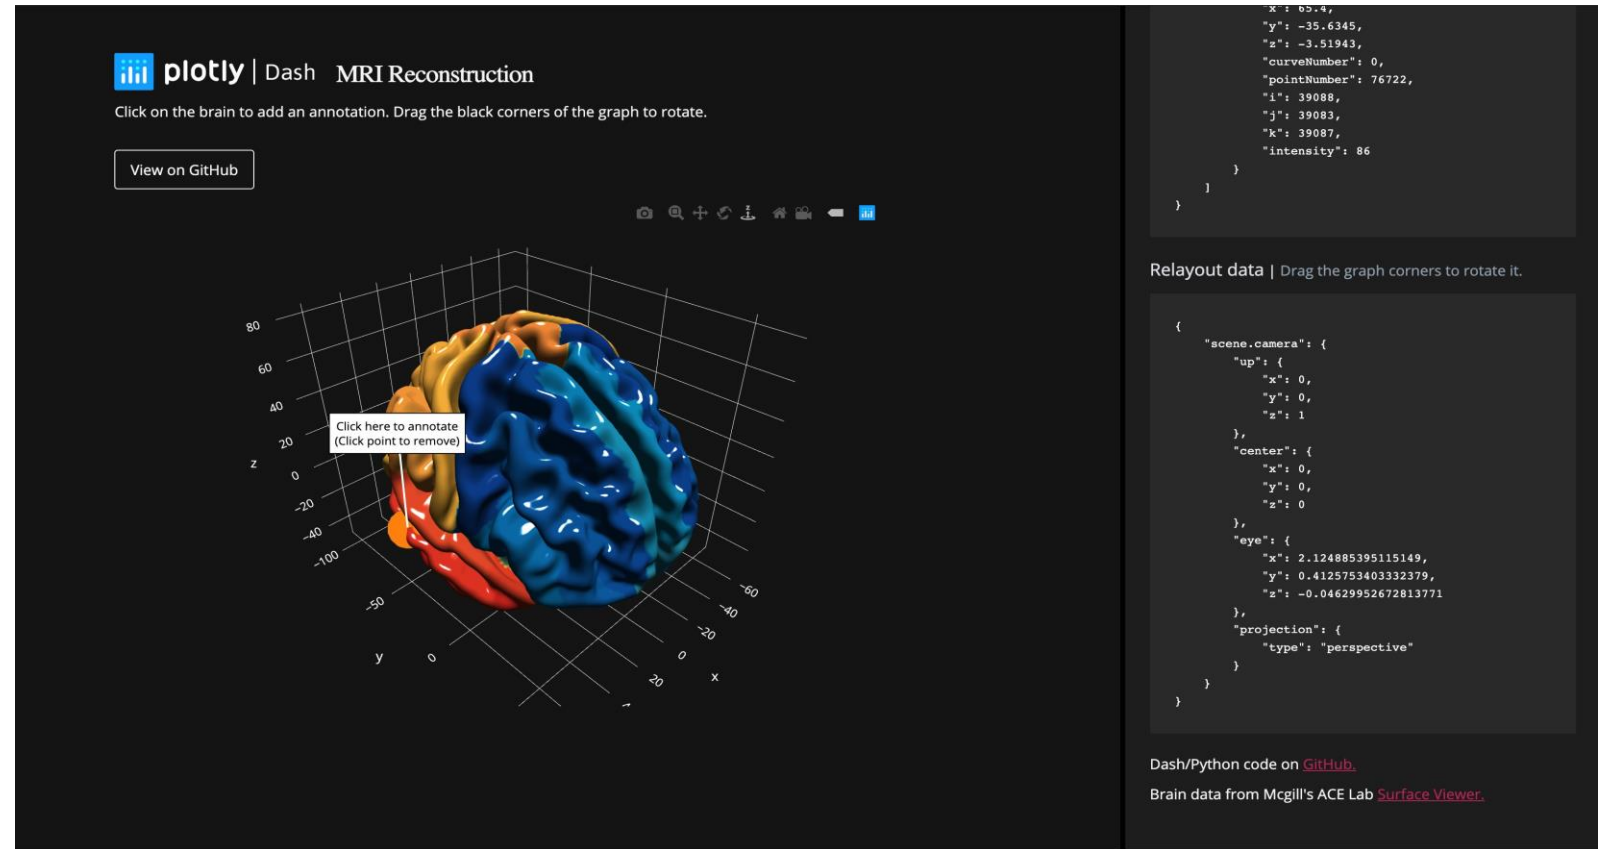 plotly | Dash MRI Reconstruction
Click on the brain to add an annotation. Drag the black corners of the graph to rotate.
View on GitHub
80
60
40
20
0
-20
-40
z
Click here to annotate
(Click point to remove)
-100
-50
0
y
-60
-40
-20
0
20
x
"x": 65.4,
"y": -35.6345,
"z": -3.51943,
"curveNumber": 0,
"pointNumber": 76722,
"i": 39088,
"j": 39083,
"k": 39087,
"intensity": 86
}
]
}
Relayout data | Drag the graph corners to rotate it.
{
"scene.camera": {
"up": {
"x": 0,
"y": 0,
"z": 1
},
"center": {
"x": 0,
"y": 0,
"z": 0
},
"eye": {
"x": 2.124885395115149,
"y": 0.4125753403332379,
"z": -0.04629952672813771
},
"projection": {
"type": "perspective"
}
}
}
Dash/Python code on GitHub.
Brain data from Mcgill's ACE Lab Surface Viewer.